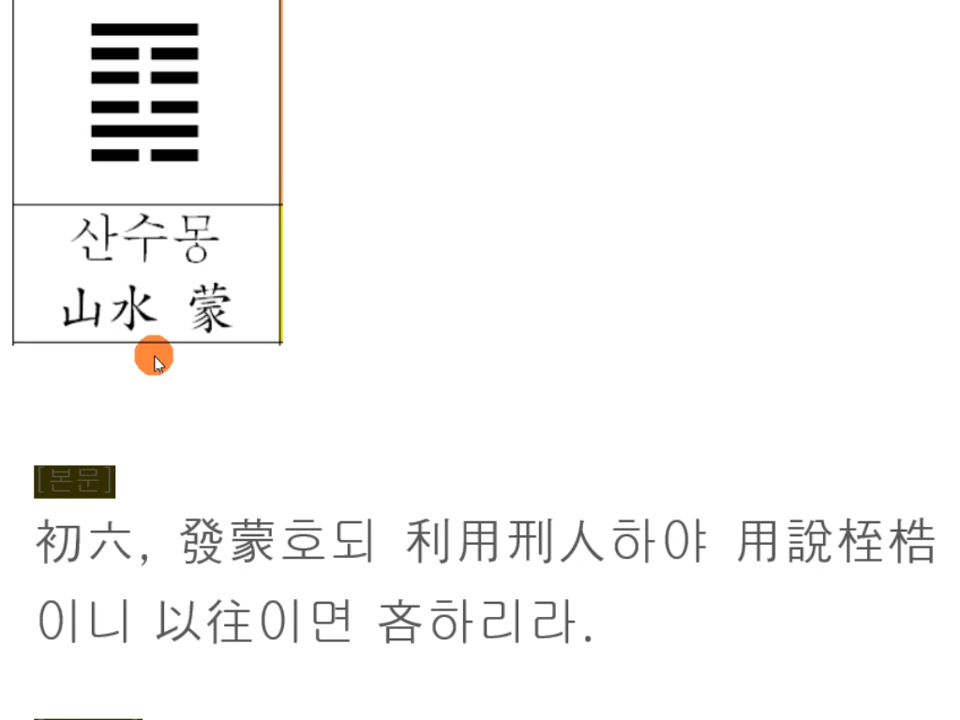 산수몽
山水 蒙
[본문]
初六, 發蒙호되 利用刑人하야 用說桎梏
이니 以往이면 吝하리라.